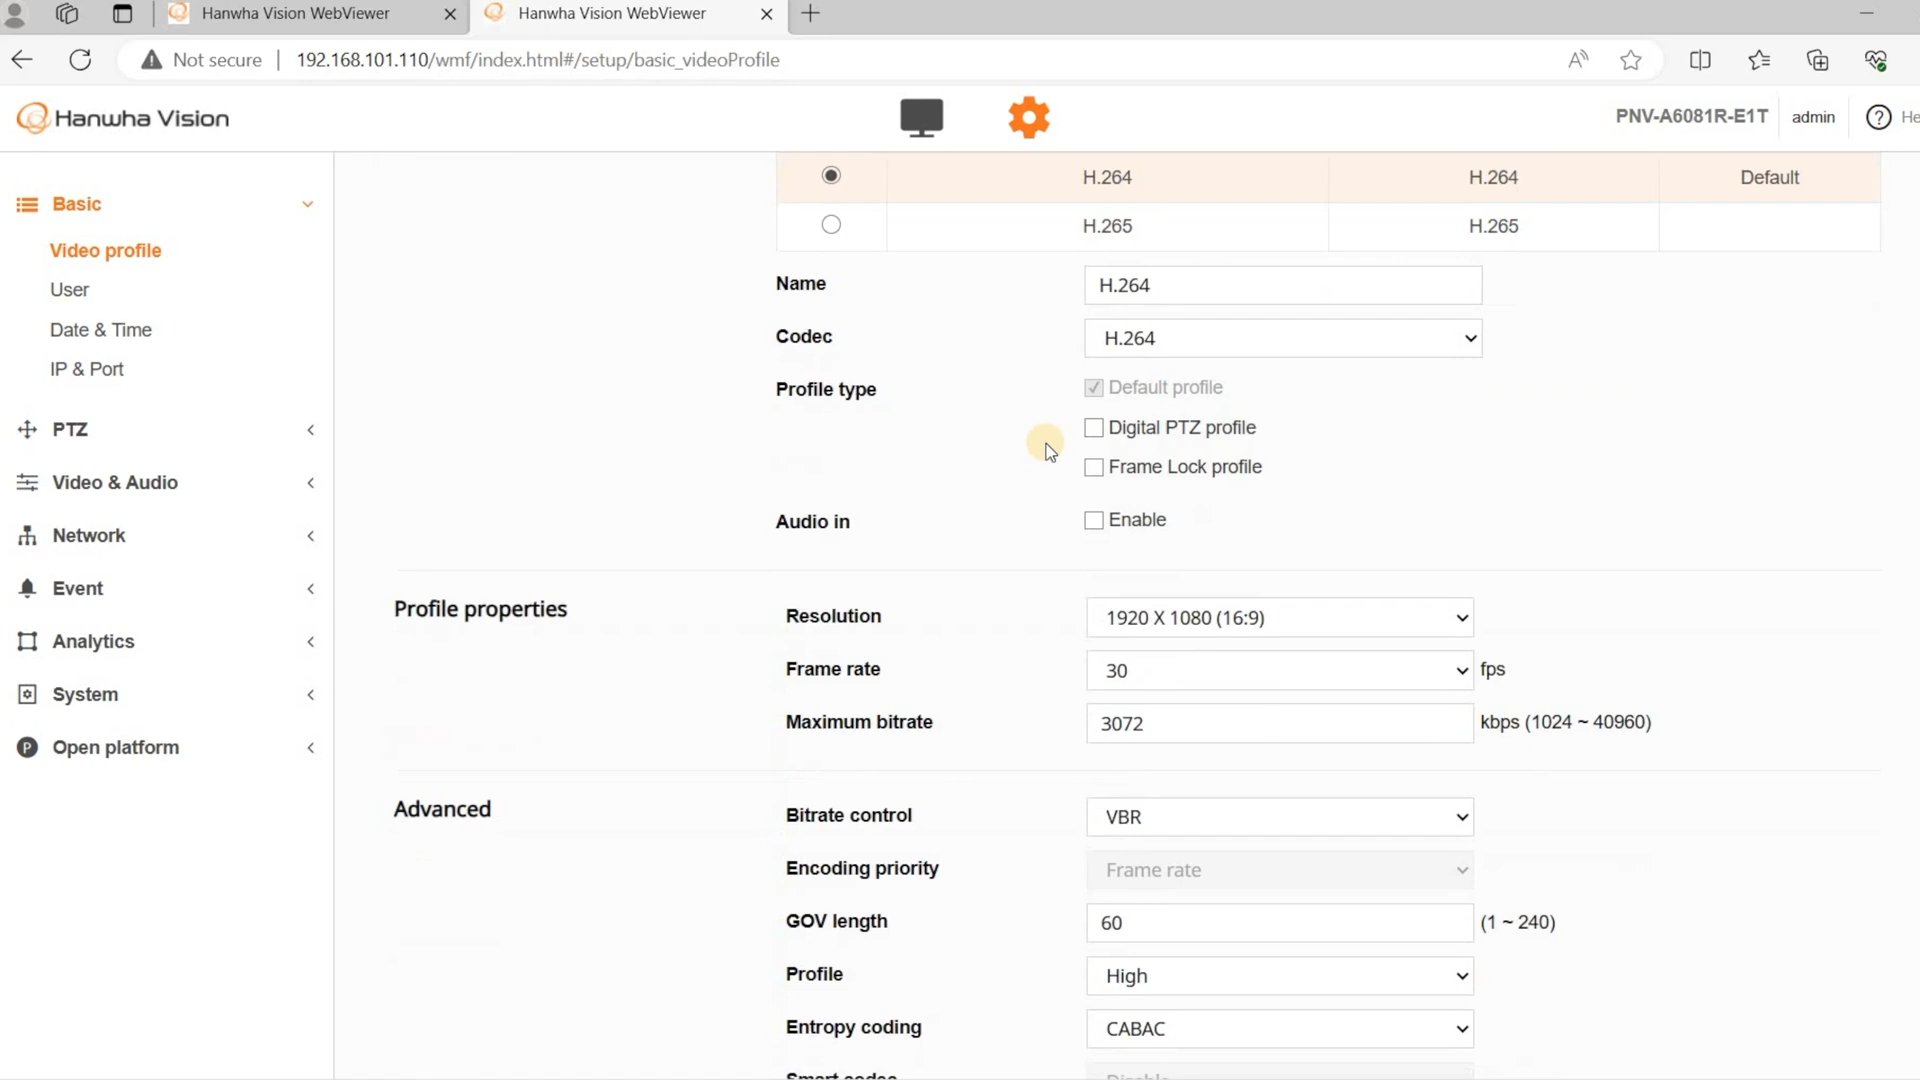 Hanwha Vision WebViewer
Hanwha Vision WebViewer
Not secure
192.168.101.110/wmf/index.html#/setup/basic_videoProfile
Hanwha Vision
PNV-A6081R-E1T
admin
He
Basic
Video profile
User
Date & Time
IP & Port
PTZ
Video & Audio
Network
Event
Analytics
System
Open platform
H.264 H.264 Default
H.265 H.265
Name H.264
Codec H.264
Profile type Default profile
Digital PTZ profile
Frame Lock profile
Audio in Enable
Profile properties
Resolution 1920 X 1080 (16:9)
Frame rate 30 fps
Maximum bitrate 3072 kbps (1024 ~ 40960)
Advanced
Bitrate control VBR
Encoding priority Frame rate
GOV length 60 (1 ~ 240)
Profile High
Entropy coding CABAC